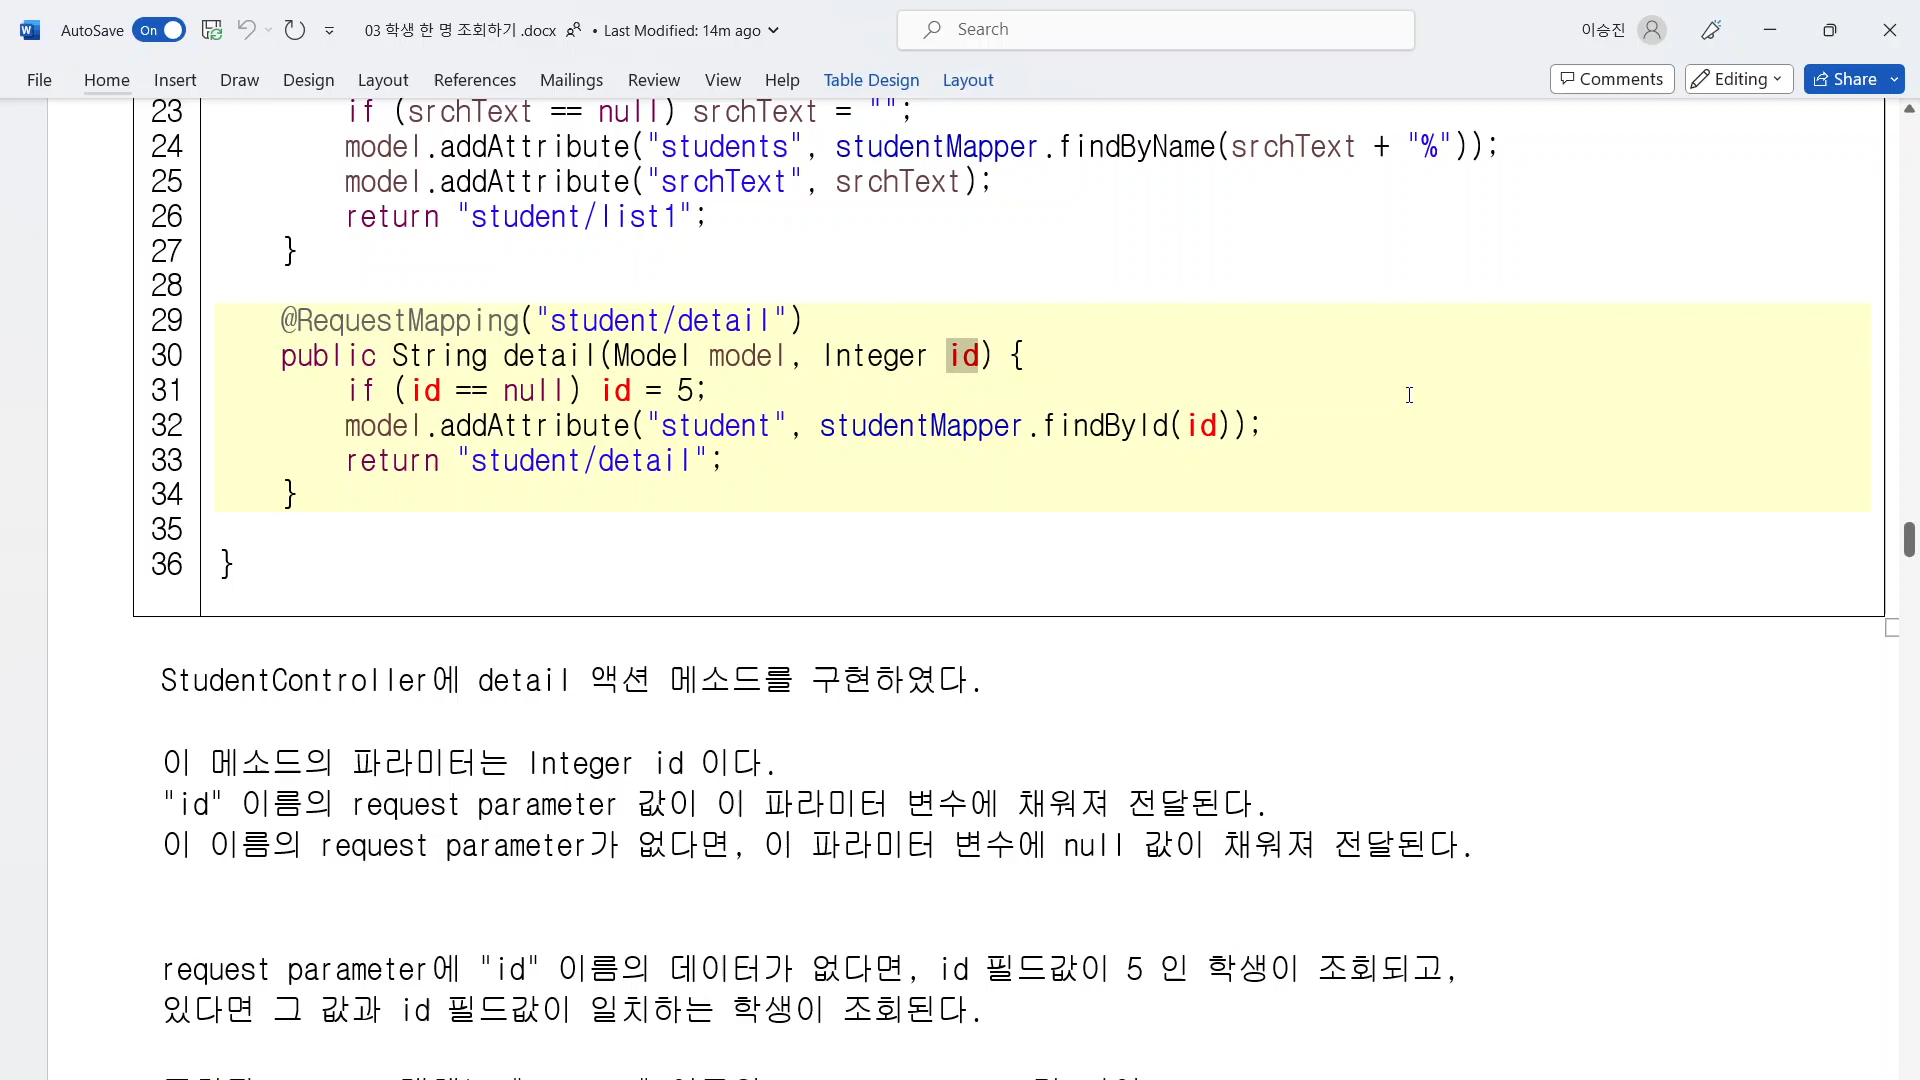 AutoSave On 03 학생 한 명 조회하기.docx • Last Modified: 14m ago Search 이승진
File Home Insert Draw Design Layout References Mailings Review View Help Table Design Layout Comments Editing Share
23 if (srchText == null) srchText = "";
24 model.addAttribute("students", studentMapper.findByName(srchText + "%"));
25 model.addAttribute("srchText", srchText);
26 return "student/list1";
27 }
28
29 @RequestMapping("student/detail")
30 public String detail(Model model, Integer id) {
31 if (id == null) id = 5;
32 model.addAttribute("student", studentMapper.findById(id));
33 return "student/detail";
34 }
35
36 }
StudentController에 detail 액션 메소드를 구현하였다.
이 메소드의 파라미터는 Integer id 이다.
"id" 이름의 request parameter 값이 이 파라미터 변수에 채워져 전달된다.
이 이름의 request parameter가 없다면, 이 파라미터 변수에 null 값이 채워져 전달된다.
request parameter에 "id" 이름의 데이터가 없다면, id 필드값이 5 인 학생이 조회되고,
있다면 그 값과 id 필드값이 일치하는 학생이 조회된다.